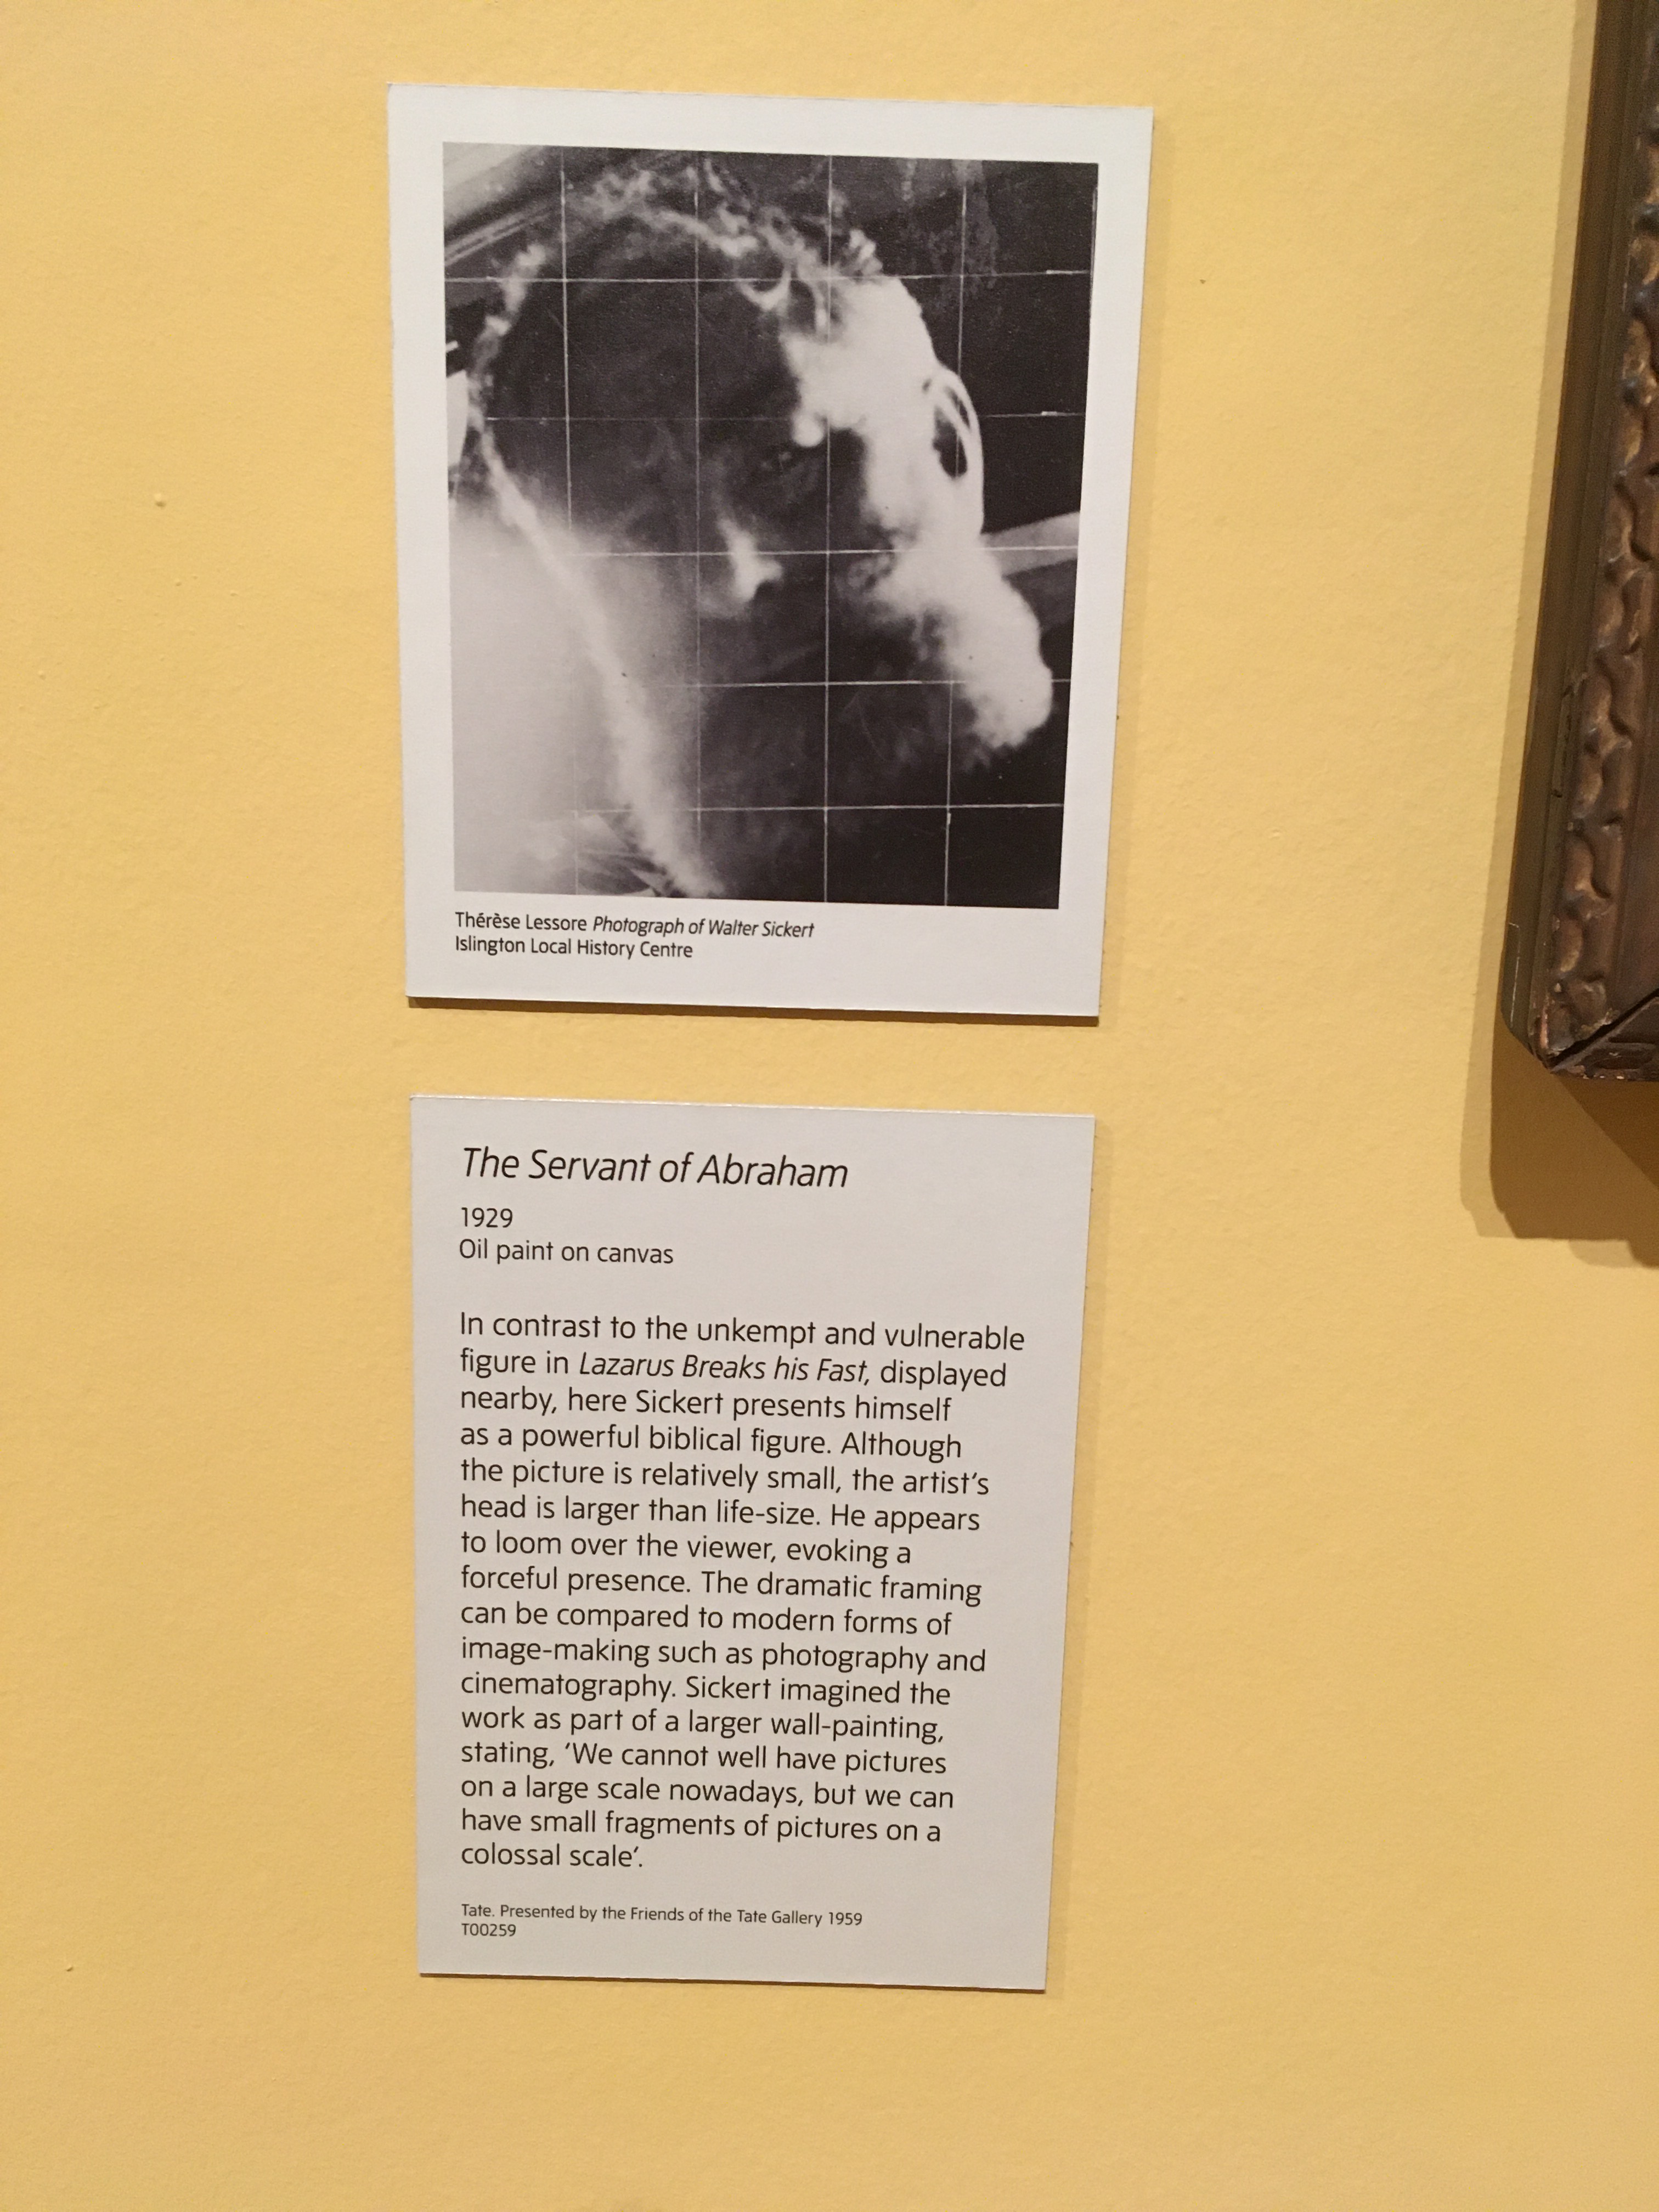 Thérèse Lessore Photograph of Walter Sickert
Islington Local History Centre
The Servant of Abraham
1929
Oil paint on canvas
In contrast to the unkempt and vulnerable
figure in Lazarus Breaks his Fast, displayed
nearby, here Sickert presents himself
as a powerful biblical figure. Although
the picture is relatively small, the artist's
head is larger than life-size. He appears
to loom over the viewer, evoking a
forceful presence. The dramatic framing
can be compared to modern forms of
image-making such as photography and
cinematography. Sickert imagined the
work as part of a larger wall-painting,
stating, 'We cannot well have pictures
on a large scale nowadays, but we can
have small fragments of pictures on a
colossal scale'.
Tate. Presented by the Friends of the Tate Gallery 1959
T00259